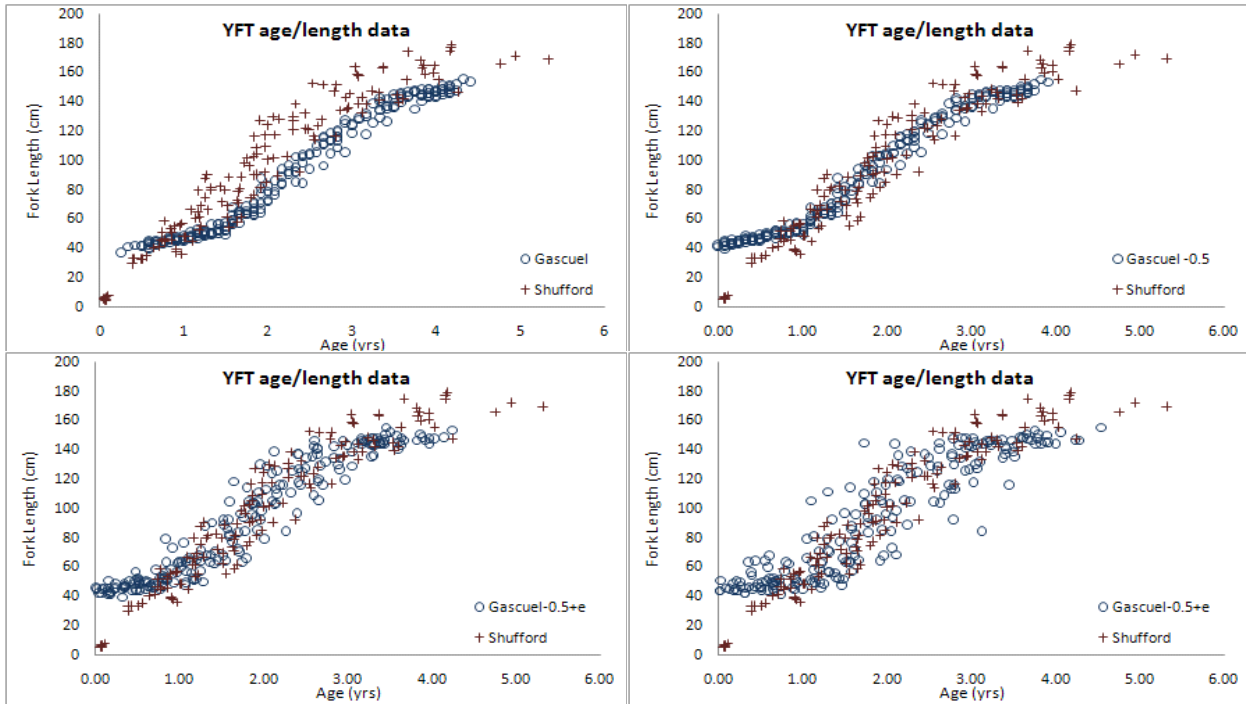 YFT age/length data
200
180
160
140
120
100
80
60
40
20
0
Fork Length (cm)
Gascuel
Shufford
0 1 2 3 4 5 6
Age (yrs)
YFT age/length data
200
180
160
140
120
100
80
60
40
20
0
Fork Length (cm)
Gascuel -0.5
Shufford
0.00 1.00 2.00 3.00 4.00 5.00 6.00
Age (yrs)
YFT age/length data
200
180
160
140
120
100
80
60
40
20
0
Fork Length (cm)
Gascuel-0.5+e
Shufford
0.00 1.00 2.00 3.00 4.00 5.00 6.00
Age (yrs)
YFT age/length data
200
180
160
140
120
100
80
60
40
20
0
Fork Length (cm)
Gascuel-0.5+e
Shufford
0.00 1.00 2.00 3.00 4.00 5.00 6.00
Age (yrs)